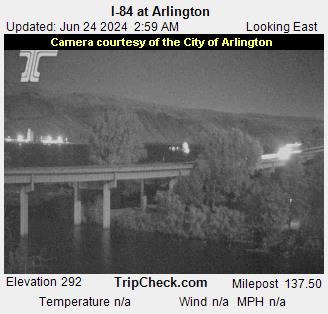 I-84 at Arlington
Updated: Jun 24 2024 2:59 AM Looking East
Camera courtesy of the City of Arlington
Elevation 292 TripCheck.com Milepost 137.50
Temperature n/a Wind n/a MPH n/a